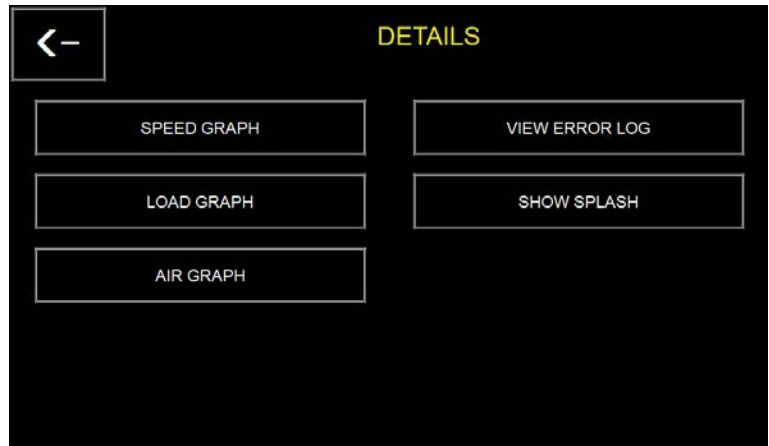 DETAILS
SPEED GRAPH
VIEW ERROR LOG
LOAD GRAPH
SHOW SPLASH
AIR GRAPH